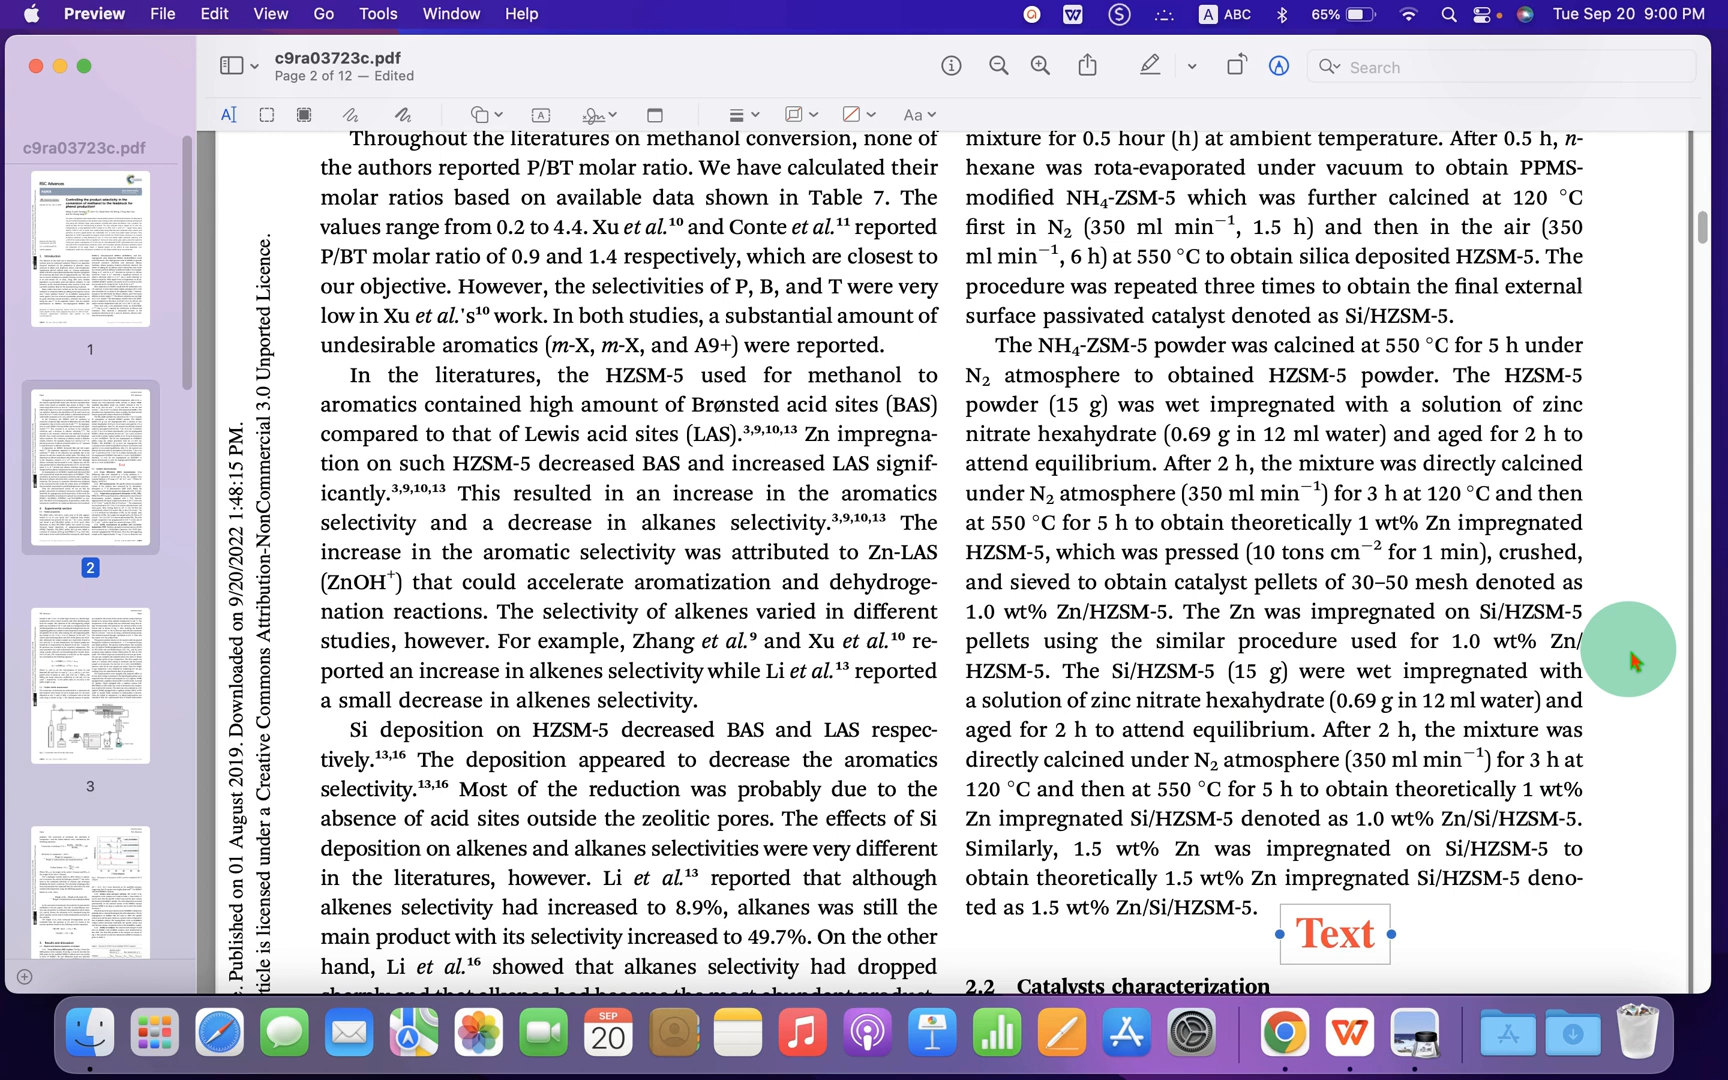 Preview File Edit View Go Tools Window Help
A ABC 65% Tue Sep 20 9:00 PM
c9ra03723c.pdf
Page 2 of 12 — Edited
Search
Aa
c9ra03723c.pdf
1
2
3
Published on 01 August 2019. Downloaded on 9/20/2022 1:48:15 PM.
ticle is licensed under a Creative Commons Attribution-NonCommercial 3.0 Unported Licence.
Throughout the literatures on methanol conversion, none of
the authors reported P/BT molar ratio. We have calculated their
molar ratios based on available data shown in Table 7. The
values range from 0.2 to 4.4. Xu et al.¹⁰ and Conte et al.¹¹ reported
P/BT molar ratio of 0.9 and 1.4 respectively, which are closest to
our objective. However, the selectivities of P, B, and T were very
low in Xu et al.'s¹⁰ work. In both studies, a substantial amount of
undesirable aromatics (m-X, m-X, and A9+) were reported.
In the literatures, the HZSM-5 used for methanol to
aromatics contained high amount of Brønsted acid sites (BAS)
compared to that of Lewis acid sites (LAS).³,⁹,¹⁰,¹³ Zn impregna-
tion on such HZSM-5 decreased BAS and increased LAS signif-
icantly.³,⁹,¹⁰,¹³ This resulted in an increase in the aromatics
selectivity and a decrease in alkanes selectivity.³,⁹,¹⁰,¹³ The
increase in the aromatic selectivity was attributed to Zn-LAS
(ZnOH⁺) that could accelerate aromatization and dehydroge-
nation reactions. The selectivity of alkenes varied in different
studies, however. For example, Zhang et al.⁹ and Xu et al.¹⁰ re-
ported an increase in alkenes selectivity while Li et al.¹³ reported
a small decrease in alkenes selectivity.
Si deposition on HZSM-5 decreased BAS and LAS respec-
tively.¹³,¹⁶ The deposition appeared to decrease the aromatics
selectivity.¹³,¹⁶ Most of the reduction was probably due to the
absence of acid sites outside the zeolitic pores. The effects of Si
deposition on alkenes and alkanes selectivities were very different
in the literatures, however. Li et al.¹³ reported that although
alkenes selectivity had increased to 8.9%, alkanes was still the
main product with its selectivity increased to 49.7%. On the other
hand, Li et al.¹⁶ showed that alkanes selectivity had dropped
sharply and that alkenes had become the most abundant product
mixture for 0.5 hour (h) at ambient temperature. After 0.5 h, n-
hexane was rota-evaporated under vacuum to obtain PPMS-
modified NH₄-ZSM-5 which was further calcined at 120 °C
first in N₂ (350 ml min⁻¹, 1.5 h) and then in the air (350
ml min⁻¹, 6 h) at 550 °C to obtain silica deposited HZSM-5. The
procedure was repeated three times to obtain the final external
surface passivated catalyst denoted as Si/HZSM-5.
The NH₄-ZSM-5 powder was calcined at 550 °C for 5 h under
N₂ atmosphere to obtained HZSM-5 powder. The HZSM-5
powder (15 g) was wet impregnated with a solution of zinc
nitrate hexahydrate (0.69 g in 12 ml water) and aged for 2 h to
attend equilibrium. After 2 h, the mixture was directly calcined
under N₂ atmosphere (350 ml min⁻¹) for 3 h at 120 °C and then
at 550 °C for 5 h to obtain theoretically 1 wt% Zn impregnated
HZSM-5, which was pressed (10 tons cm⁻² for 1 min), crushed,
and sieved to obtain catalyst pellets of 30–50 mesh denoted as
1.0 wt% Zn/HZSM-5. The Zn was impregnated on Si/HZSM-5
pellets using the similar procedure used for 1.0 wt% Zn/
HZSM-5. The Si/HZSM-5 (15 g) were wet impregnated with
a solution of zinc nitrate hexahydrate (0.69 g in 12 ml water) and
aged for 2 h to attend equilibrium. After 2 h, the mixture was
directly calcined under N₂ atmosphere (350 ml min⁻¹) for 3 h at
120 °C and then at 550 °C for 5 h to obtain theoretically 1 wt%
Zn impregnated Si/HZSM-5 denoted as 1.0 wt% Zn/Si/HZSM-5.
Similarly, 1.5 wt% Zn was impregnated on Si/HZSM-5 to
obtain theoretically 1.5 wt% Zn impregnated Si/HZSM-5 deno-
ted as 1.5 wt% Zn/Si/HZSM-5.
Text
2.2 Catalysts characterization
SEP
20